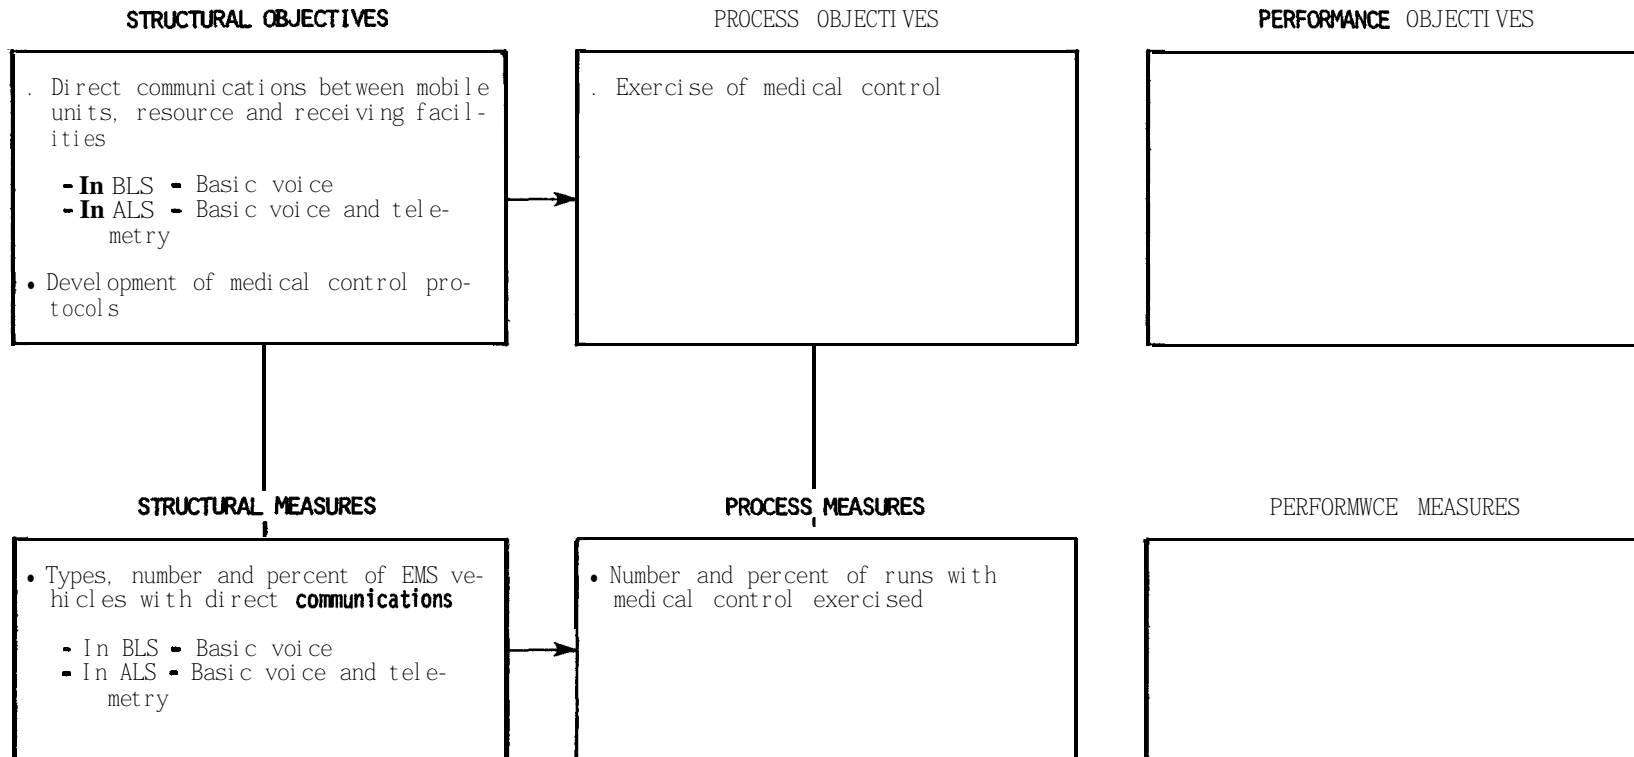 STRUCTURAL OBJECTIVES
PROCESS OBJECTIVES
PERFORMANCE OBJECTIVES
. Direct communications between mobile
units, resource and receiving facil-
ities
- In BLS - Basic voice
- In ALS - Basic voice and tele-
metry
• Development of medical control pro-
tocols
. Exercise of medical control
STRUCTURAL MEASURES
PROCESS MEASURES
PERFORMWCE MEASURES
• Types, number and percent of EMS ve-
hicles with direct communications
- In BLS - Basic voice
- In ALS - Basic voice and tele-
metry
• Number and percent of runs with
medical control exercised